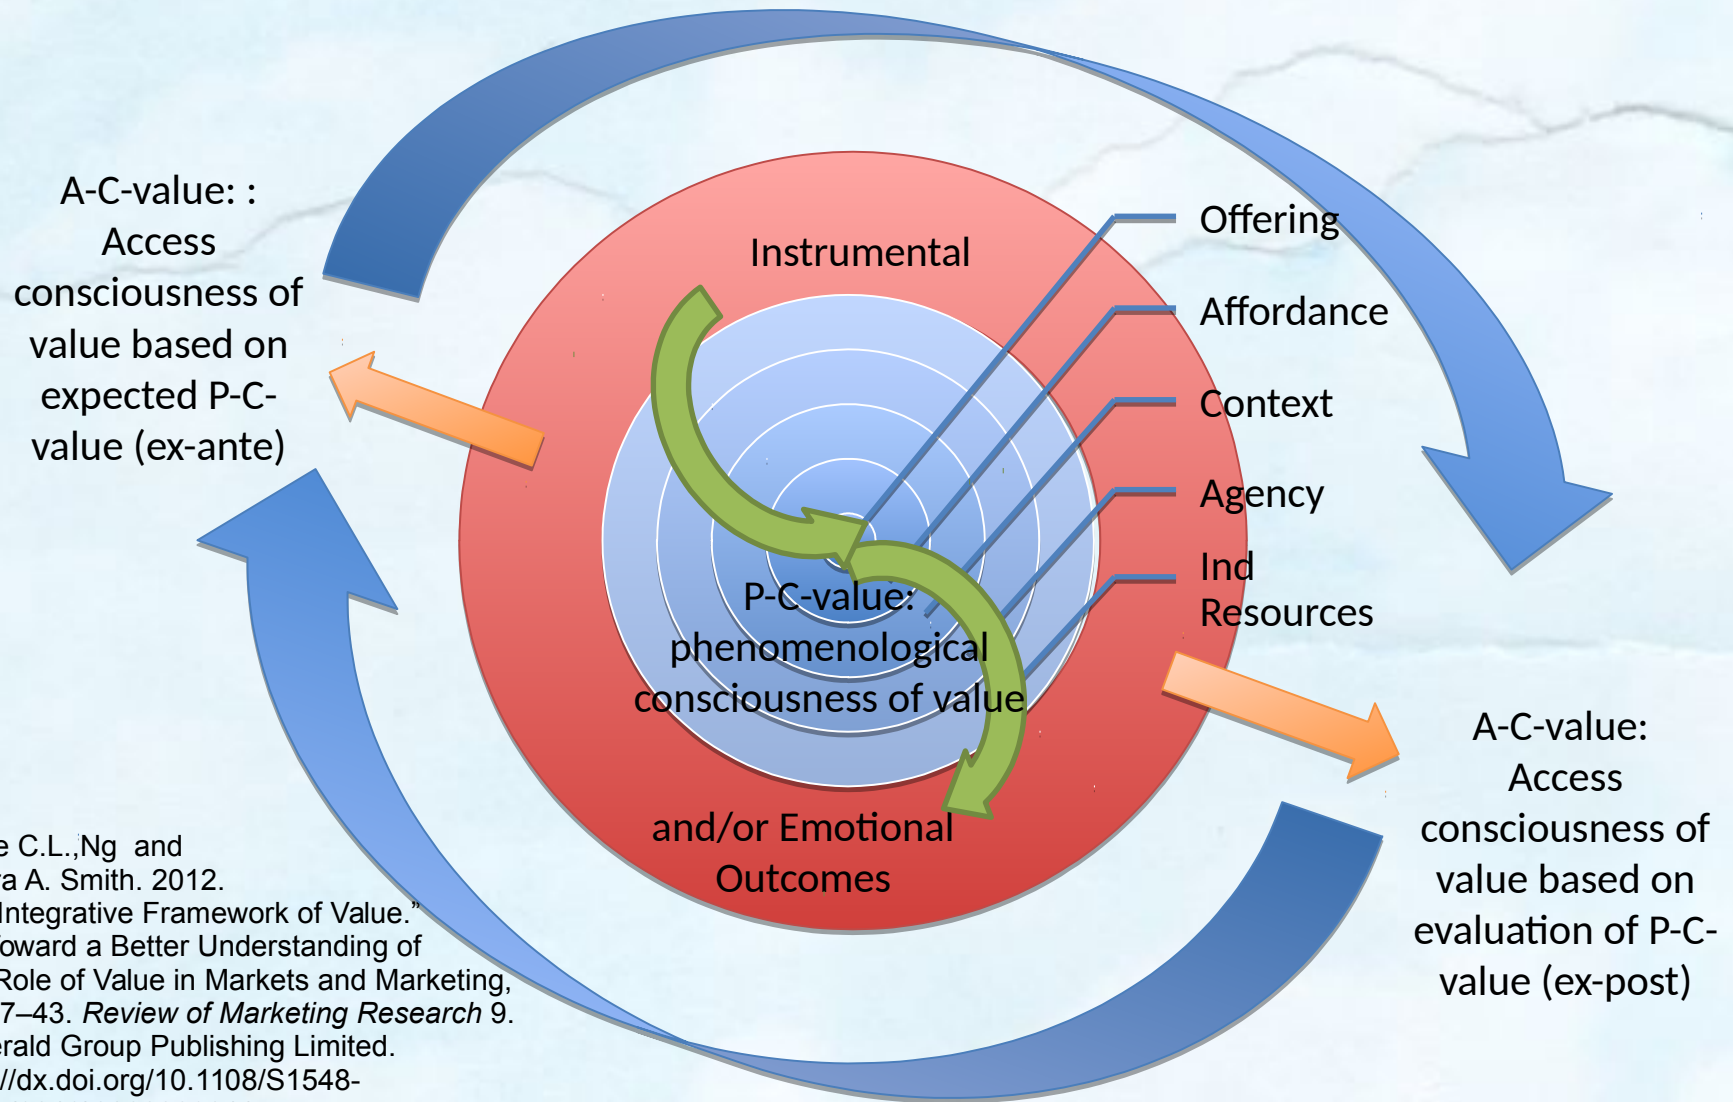 A-C-value: :
Access
consciousness of
value based on
expected P-C-
value (ex-ante)
Instrumental
Offering
Affordance
Context
Agency
Ind
Resources
P-C-value:
phenomenological
consciousness of value
and/or Emotional
Outcomes
A-C-value:
Access
consciousness of
value based on
evaluation of P-C-
value (ex-post)
C.L.,Ng and
A. Smith. 2012.
Integrative Framework of Value.”
Toward a Better Understanding of
Role of Value in Markets and Marketing,
7–43. Review of Marketing Research 9.
Group Publishing Limited.
//dx.doi.org/10.1108/S1548-